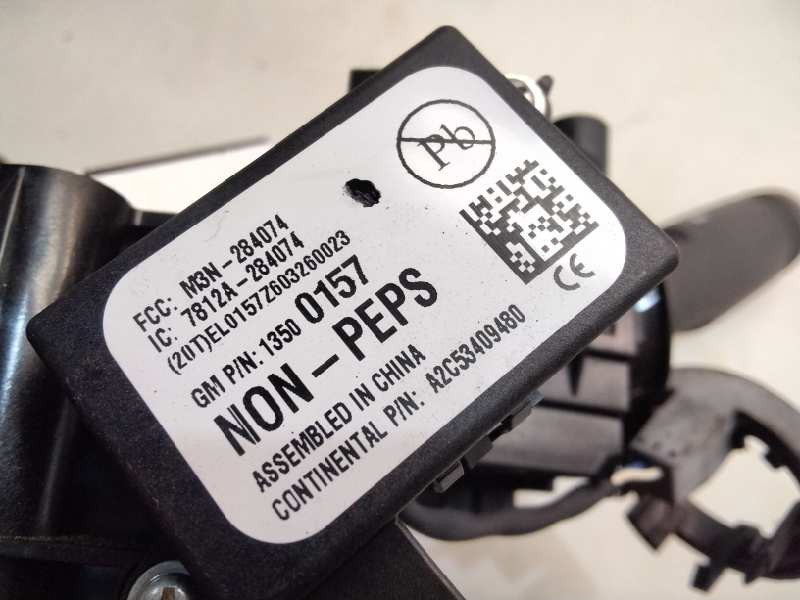 Pb
FCC: M3N-284074
IC: 7812A-284074
(20T)EL0157Z603260023
GM P/N: 1350 0157
NON-PEPS
ASSEMBLED IN CHINA
CONTINENTAL P/N: A2C53409480
CE